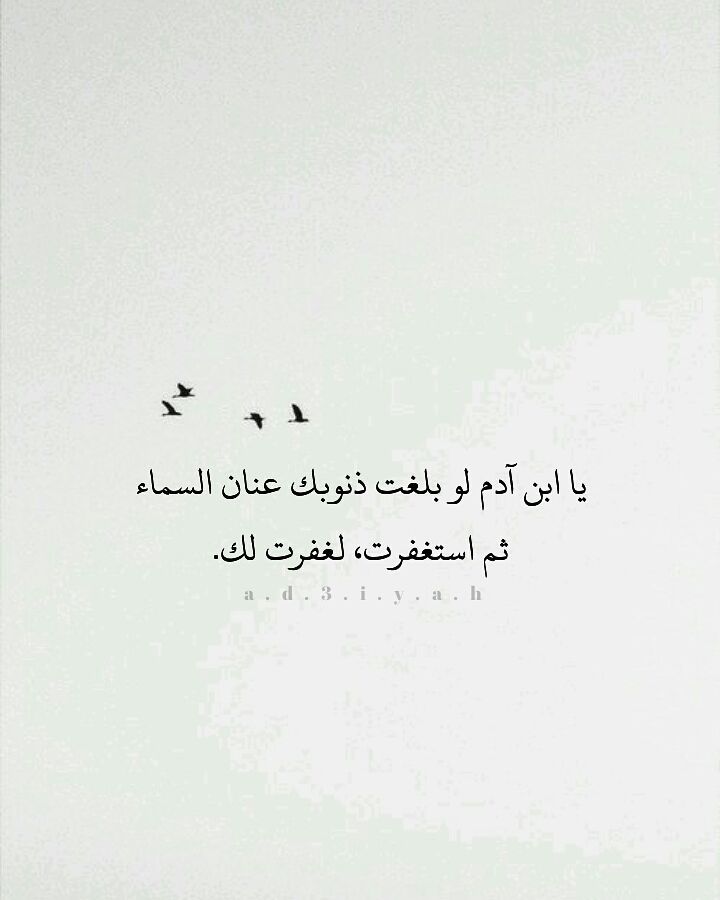 يا ابن آدم لو بلغت ذنوبك عنان السماء
ثم استغفرت، لغفرت لك.
a.d.3.i.y.a.h